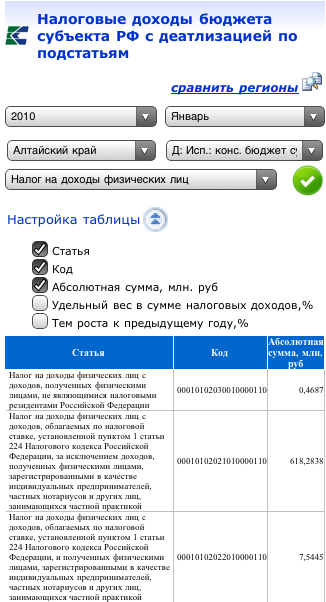 Налоговые доходы бюджета
субъекта РФ с деатлизацией по
подстатьям
сравнить регионы
2010
Январь
Алтайский край
Д: Исп.: конс. бюджет су
Налог на доходы физических лиц
Настройка таблицы
Статья
Код
Абсолютная сумма, млн. руб
Удельный вес в сумме налоговых доходов,%
Тем роста к предыдущему году,%
Статья
Код
Абсолютная
сумма, млн.
руб
Налог на доходы физических лиц с
доходов, полученных физическими
лицами, не являющимися налоговыми
резидентами Российской Федерации
00010102030010000110
0,4687
Налог на доходы физических лиц с
доходов, облагаемых по налоговой
ставке, установленной пунктом 1 статьи
224 Налогового кодекса Российской
Федерации, за исключением доходов,
полученных физическими лицами,
зарегистрированными в качестве
индивидуальных предпринимателей,
частных нотариусов и других лиц,
занимающихся частной практикой
00010102021010000110
618,2838
Налог на доходы физических лиц с
доходов, облагаемых по налоговой
ставке, установленной пунктом 1 статьи
224 Налогового кодекса Российской
Федерации, и полученных физическими
лицами, зарегистрированными в качестве
индивидуальных предпринимателей,
частных нотариусов и других лиц,
занимающихся частной практикой
00010102022010000110
7,5445